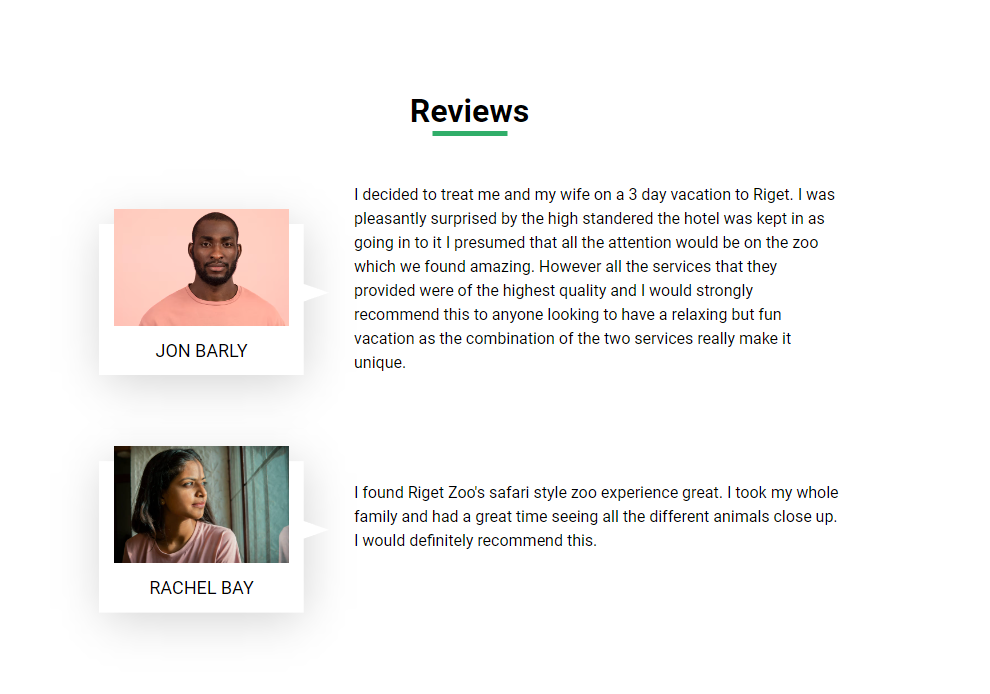 Reviews
I decided to treat me and my wife on a 3 day vacation to Riget. I was
pleasantly surprised by the high standered the hotel was kept in as
going in to it I presumed that all the attention would be on the zoo
which we found amazing. However all the services that they
provided were of the highest quality and I would strongly
recommend this to anyone looking to have a relaxing but fun
vacation as the combination of the two services really make it
unique.
JON BARLY
I found Riget Zoo's safari style zoo experience great. I took my whole
family and had a great time seeing all the different animals close up.
I would definitely recommend this.
RACHEL BAY